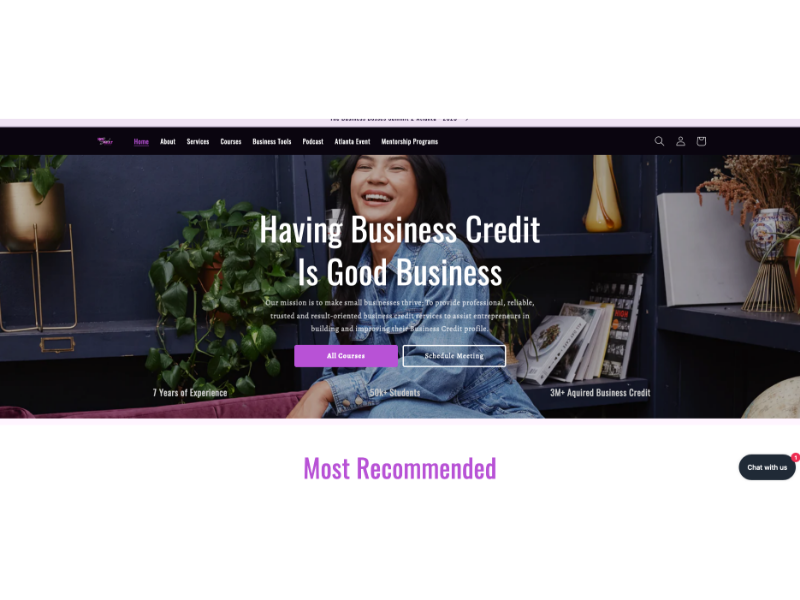 The Business Bosses Summit 2 Atlanta - 2025
Home About Services Courses Business Tools Podcast Atlanta Event Mentorship Programs
Having Business Credit
Is Good Business
Our mission is to make small businesses thrive; To provide professional, reliable,
trusted and result-oriented business credit services to assist entrepreneurs in
building and improving their Business Credit profile.
All Courses Schedule Meeting
7 Years of Experience 50k+ Students 3M+ Aquired Business Credit
HIGH
Most Recommended
1
Chat with us